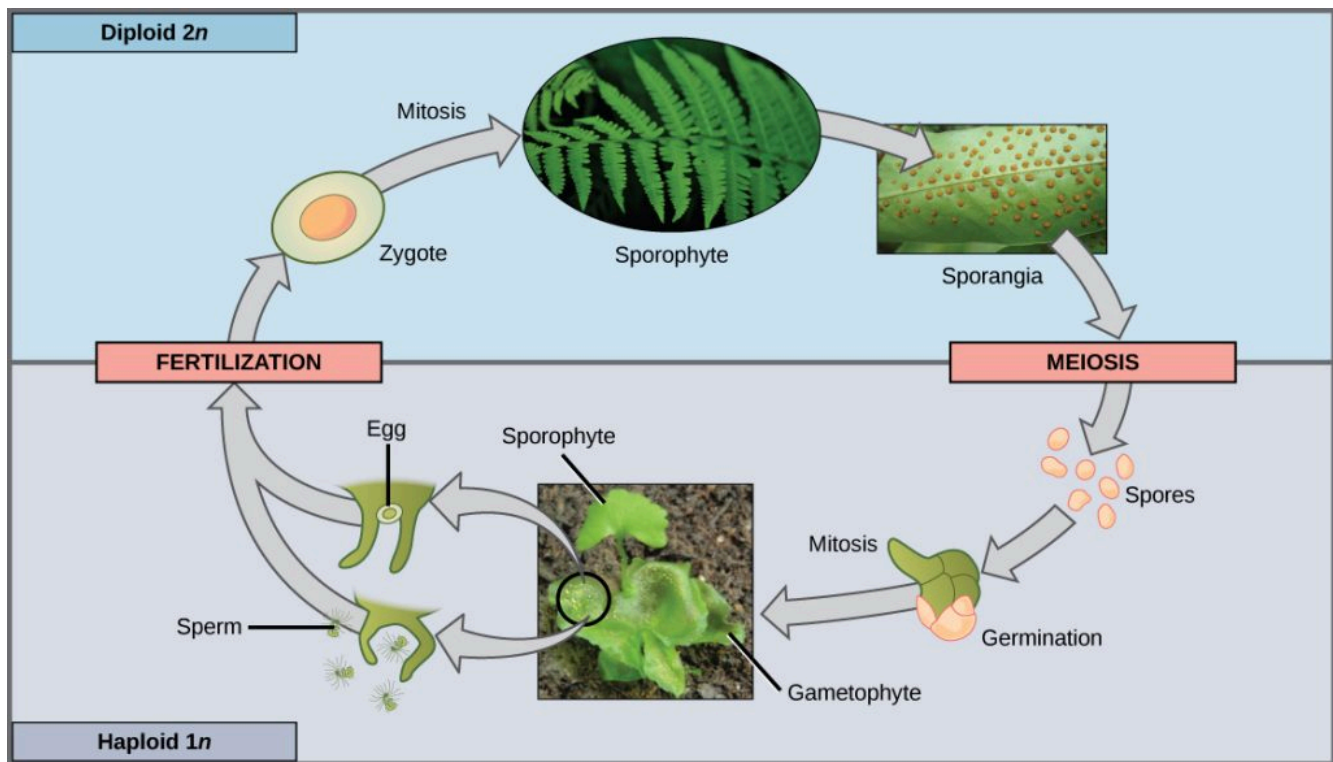 Diploid 2n
Mitosis
Zygote
Sporophyte
Sporangia
FERTILIZATION
MEIOSIS
Egg
Sporophyte
Spores
Mitosis
Sperm
Germination
Gametophyte
Haploid 1n